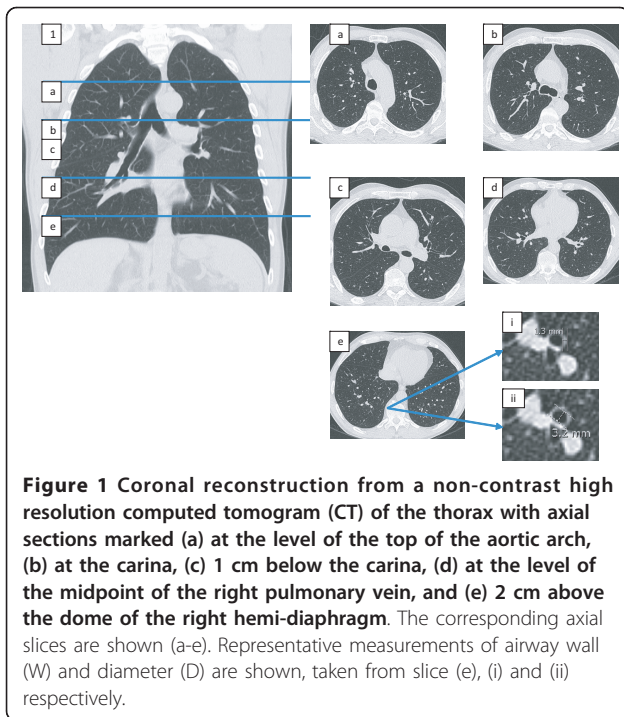 1
a
b
c
d
e
a
b
c
d
e
i
1.3 mm
ii
3.2 mm
Figure 1 Coronal reconstruction from a non-contrast high
resolution computed tomogram (CT) of the thorax with axial
sections marked (a) at the level of the top of the aortic arch,
(b) at the carina, (c) 1 cm below the carina, (d) at the level of
the midpoint of the right pulmonary vein, and (e) 2 cm above
the dome of the right hemi-diaphragm. The corresponding axial
slices are shown (a-e). Representative measurements of airway wall
(W) and diameter (D) are shown, taken from slice (e), (i) and (ii)
respectively.